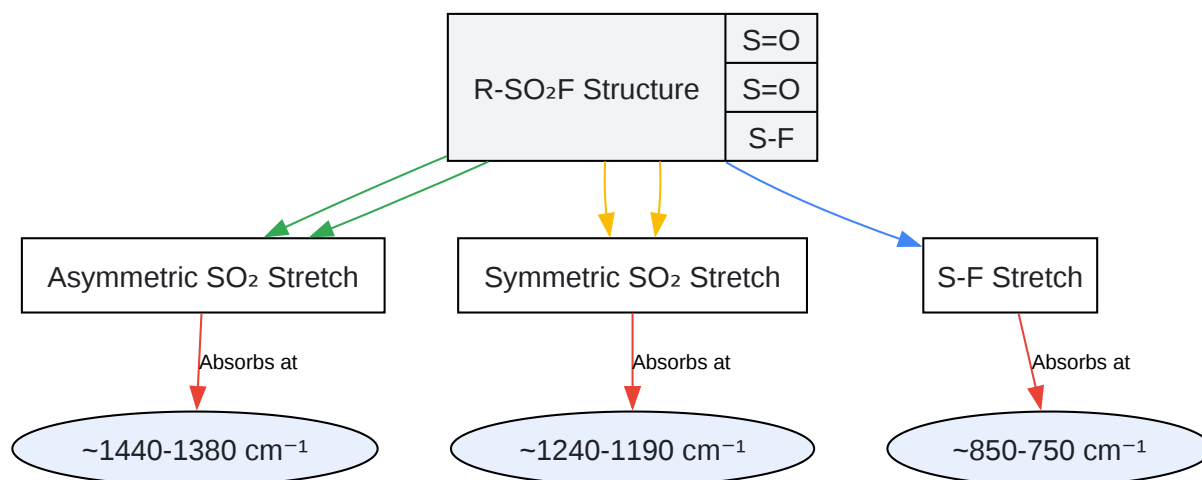 R-SO₂F Structure
S=O
S=O
S-F
Asymmetric SO₂ Stretch
Symmetric SO₂ Stretch
S-F Stretch
Absorbs at
Absorbs at
Absorbs at
~1440-1380 cm⁻¹
~1240-1190 cm⁻¹
~850-750 cm⁻¹